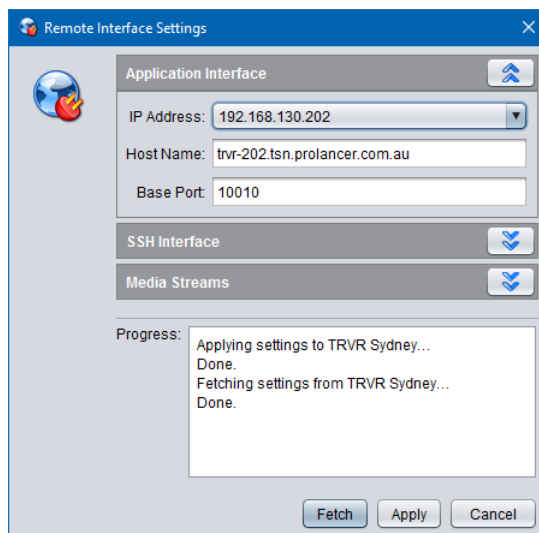 Remote Interface Settings
Application Interface
IP Address: 192.168.130.202
Host Name: trvr-202.tsn.prolancer.com.au
Base Port: 10010
SSH Interface
Media Streams
Progress:
Applying settings to TRVR Sydney...
Done.
Fetching settings from TRVR Sydney...
Done.
Fetch Apply Cancel